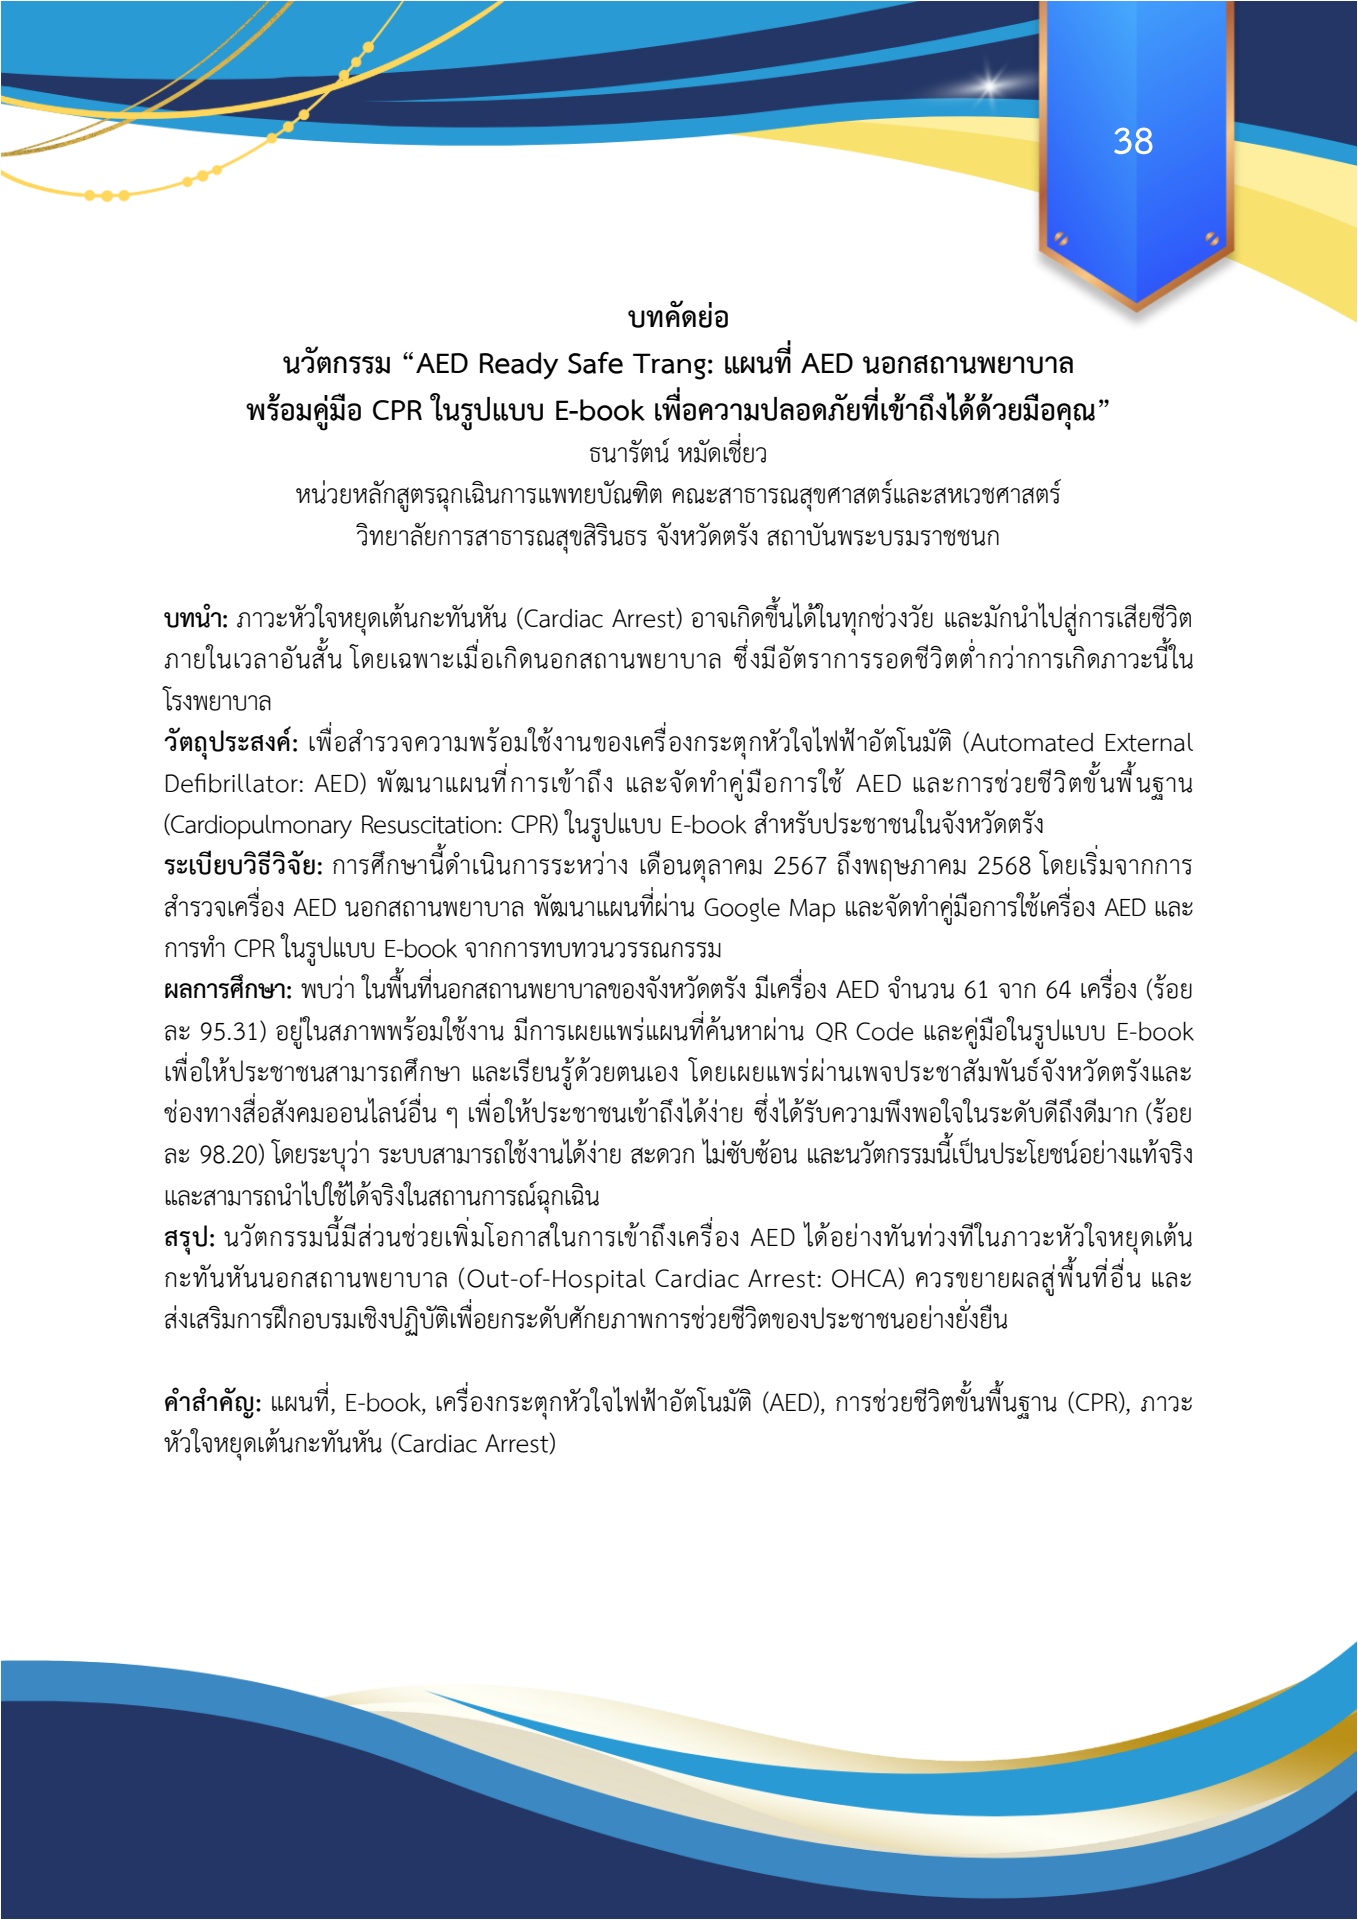 38
บทคัดย่อ
นวัตกรรม “AED Ready Safe Trang: แผนที่ AED นอกสถานพยาบาล
พร้อมคู่มือ CPR ในรูปแบบ E-book เพื่อความปลอดภัยที่เข้าถึงได้ด้วยมือคุณ”
ธนารัตน์ หมัดเชี่ยว
หน่วยหลักสูตรฉุกเฉินการแพทยบัณฑิต คณะสาธารณสุขศาสตร์และสหเวชศาสตร์
วิทยาลัยการสาธารณสุขสิรินธร จังหวัดตรัง สถาบันพระบรมราชชนก
บทนำ: ภาวะหัวใจหยุดเต้นกะทันหัน (Cardiac Arrest) อาจเกิดขึ้นได้ในทุกช่วงวัย และมักนำไปสู่การเสียชีวิต
ภายในเวลาอันสั้น โดยเฉพาะเมื่อเกิดนอกสถานพยาบาล ซึ่งมีอัตราการรอดชีวิตต่ำกว่าการเกิดภาวะนี้ใน
โรงพยาบาล
วัตถุประสงค์: เพื่อสำรวจความพร้อมใช้งานของเครื่องกระตุกหัวใจไฟฟ้าอัตโนมัติ (Automated External
Defibrillator: AED) พัฒนาแผนที่การเข้าถึง และจัดทำคู่มือการใช้ AED และการช่วยชีวิตขั้นพื้นฐาน
(Cardiopulmonary Resuscitation: CPR) ในรูปแบบ E-book สำหรับประชาชนในจังหวัดตรัง
ระเบียบวิธีวิจัย: การศึกษานี้ดำเนินการระหว่าง เดือนตุลาคม 2567 ถึงพฤษภาคม 2568 โดยเริ่มจากการ
สำรวจเครื่อง AED นอกสถานพยาบาล พัฒนาแผนที่ผ่าน Google Map และจัดทำคู่มือการใช้เครื่อง AED และ
การทำ CPR ในรูปแบบ E-book จากการทบทวนวรรณกรรม
ผลการศึกษา: พบว่า ในพื้นที่นอกสถานพยาบาลของจังหวัดตรัง มีเครื่อง AED จำนวน 61 จาก 64 เครื่อง (ร้อย
ละ 95.31) อยู่ในสภาพพร้อมใช้งาน มีการเผยแพร่แผนที่ค้นหาผ่าน QR Code และคู่มือในรูปแบบ E-book
เพื่อให้ประชาชนสามารถศึกษา และเรียนรู้ด้วยตนเอง โดยเผยแพร่ผ่านเพจประชาสัมพันธ์จังหวัดตรังและ
ช่องทางสื่อสังคมออนไลน์อื่น ๆ เพื่อให้ประชาชนเข้าถึงได้ง่าย ซึ่งได้รับความพึงพอใจในระดับดีถึงดีมาก (ร้อย
ละ 98.20) โดยระบุว่า ระบบสามารถใช้งานได้ง่าย สะดวก ไม่ซับซ้อน และนวัตกรรมนี้เป็นประโยชน์อย่างแท้จริง
และสามารถนำไปใช้ได้จริงในสถานการณ์ฉุกเฉิน
สรุป: นวัตกรรมนี้มีส่วนช่วยเพิ่มโอกาสในการเข้าถึงเครื่อง AED ได้อย่างทันท่วงทีในภาวะหัวใจหยุดเต้น
กะทันหันนอกสถานพยาบาล (Out-of-Hospital Cardiac Arrest: OHCA) ควรขยายผลสู่พื้นที่อื่น และ
ส่งเสริมการฝึกอบรมเชิงปฏิบัติเพื่อยกระดับศักยภาพการช่วยชีวิตของประชาชนอย่างยั่งยืน
คำสำคัญ: แผนที่, E-book, เครื่องกระตุกหัวใจไฟฟ้าอัตโนมัติ (AED), การช่วยชีวิตขั้นพื้นฐาน (CPR), ภาวะ
หัวใจหยุดเต้นกะทันหัน (Cardiac Arrest)